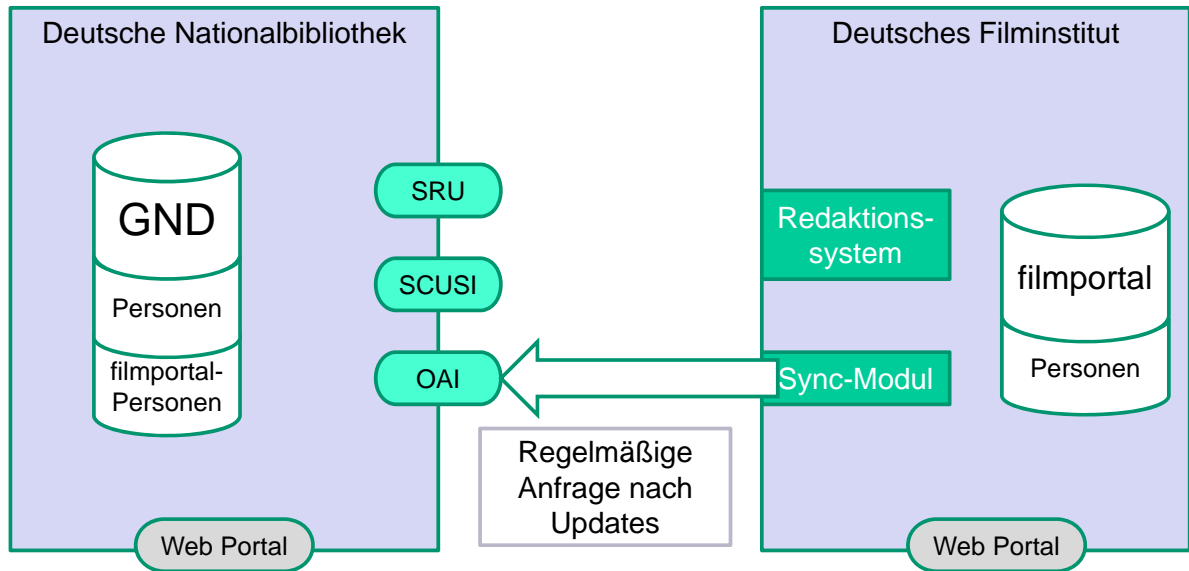 Deutsche Nationalbibliothek
GND
Personen
filmportal-
Personen
SRU
SCUSI
OAI
Web Portal
Regelmäßige
Anfrage nach
Updates
Deutsches Filminstitut
Redaktions-
system
Sync-Modul
filmportal
Personen
Web Portal